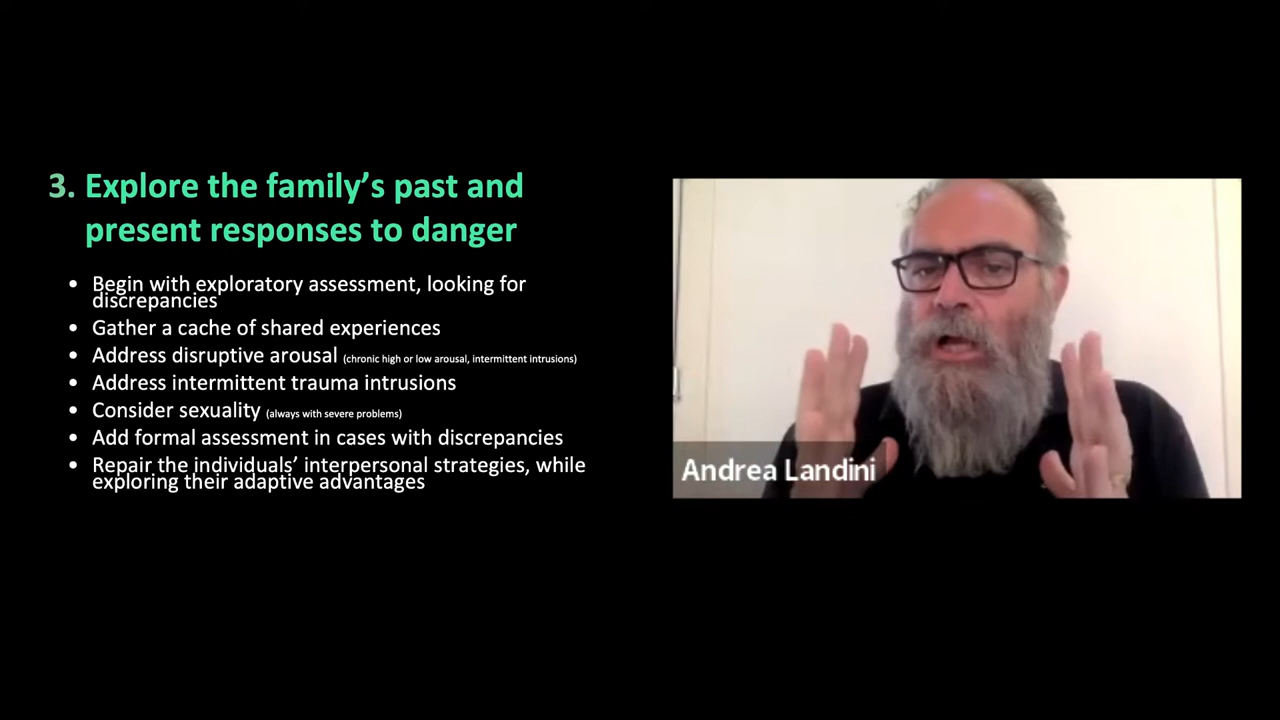 3. Explore the family’s past and
present responses to danger
• Begin with exploratory assessment, looking for
discrepancies
• Gather a cache of shared experiences
• Address disruptive arousal (chronic high or low arousal, intermittent intrusions)
• Address intermittent trauma intrusions
• Consider sexuality (always with severe problems)
• Add formal assessment in cases with discrepancies
• Repair the individuals’ interpersonal strategies, while
exploring their adaptive advantages
Andrea Landini